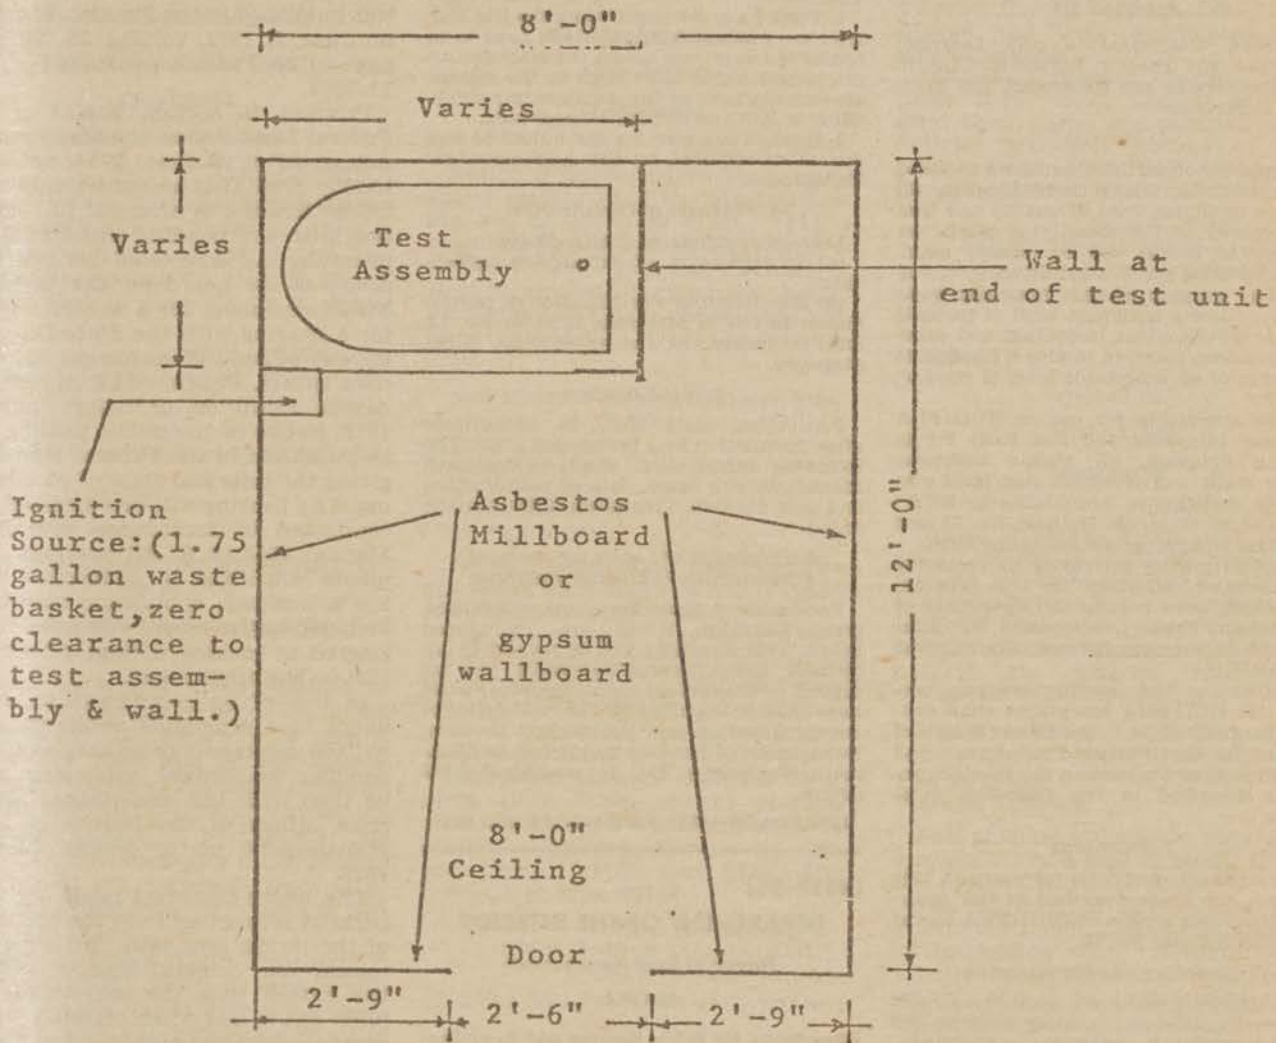 8'-0"
Varies
Varies
Test
Assembly
Wall at
end of test unit
Ignition
Source:(1.75
gallon waste
basket,zero
clearance to
test assem-
bly & wall.)
Asbestos
Millboard
or
gypsum
wallboard
12'-0"
8'-0"
Ceiling
Door
2'-9"
2'-6"
2'-9"